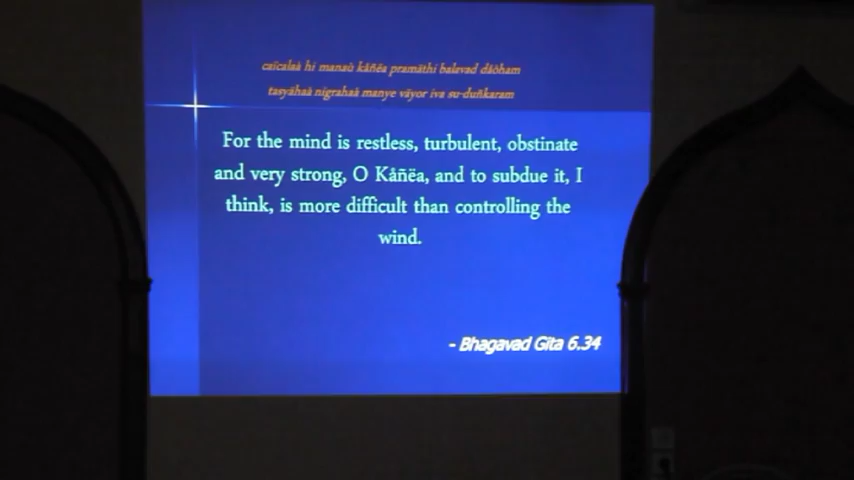 caïcalaà hi manaù kåñëa pramäthi balavad dåòham
tasyähaà nigrahaà manye väyor iva su-duñkaram
For the mind is restless, turbulent, obstinate
and very strong, O Kåñëa, and to subdue it, I
think, is more difficult than controlling the
wind.
- Bhagavad Gita 6.34